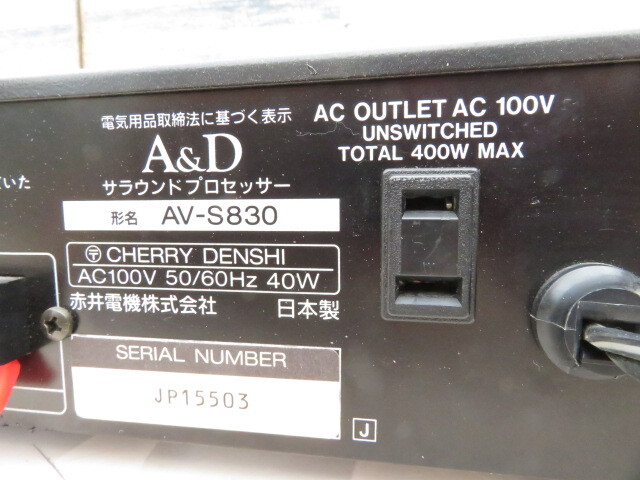 電気用品取締法に基づく表示
A&D
サラウンドプロセッサー
形名 AV-S830
〒 CHERRY DENSHI
AC100V 50/60Hz 40W
赤井電機株式会社 日本製
SERIAL NUMBER
JP15503
AC OUTLET AC 100V
UNSWITCHED
TOTAL 400W MAX
J